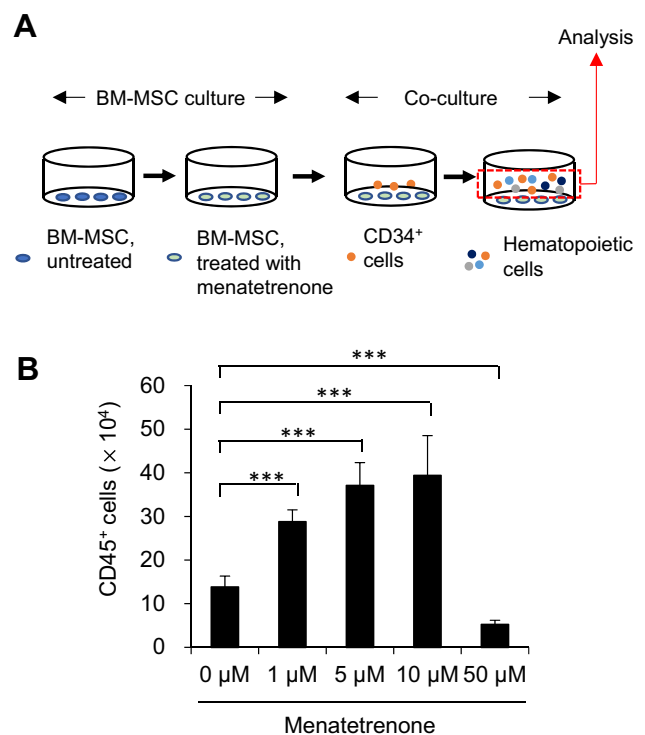 A
Analysis
BM-MSC culture
Co-culture
BM-MSC,
untreated
BM-MSC,
treated with
menatetrenone
CD34⁺
cells
Hematopoietic
cells
B
CD45⁺ cells (× 10⁴)
60
50
40
30
20
10
0
***
***
***
***
0 µM 1 µM 5 µM 10 µM 50 µM
Menatetrenone